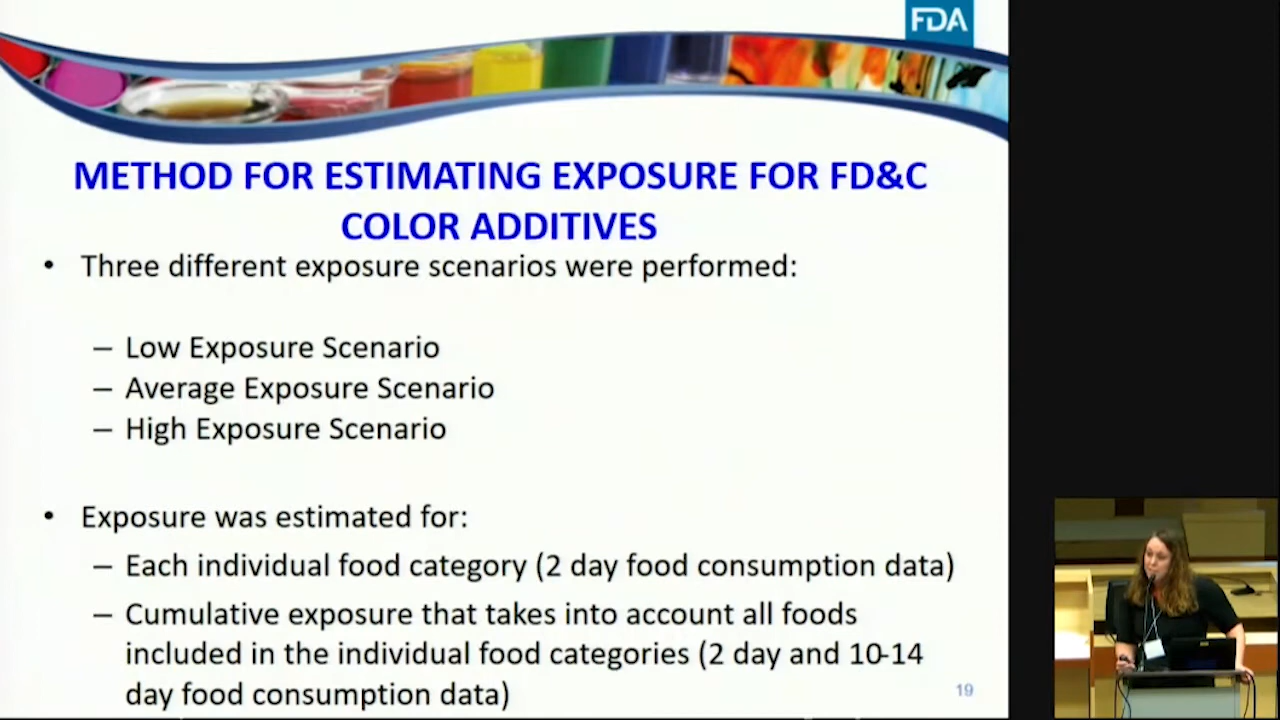 FDA
METHOD FOR ESTIMATING EXPOSURE FOR FD&C
COLOR ADDITIVES
• Three different exposure scenarios were performed:
– Low Exposure Scenario
– Average Exposure Scenario
– High Exposure Scenario
• Exposure was estimated for:
– Each individual food category (2 day food consumption data)
– Cumulative exposure that takes into account all foods
included in the individual food categories (2 day and 10-14
day food consumption data)
19